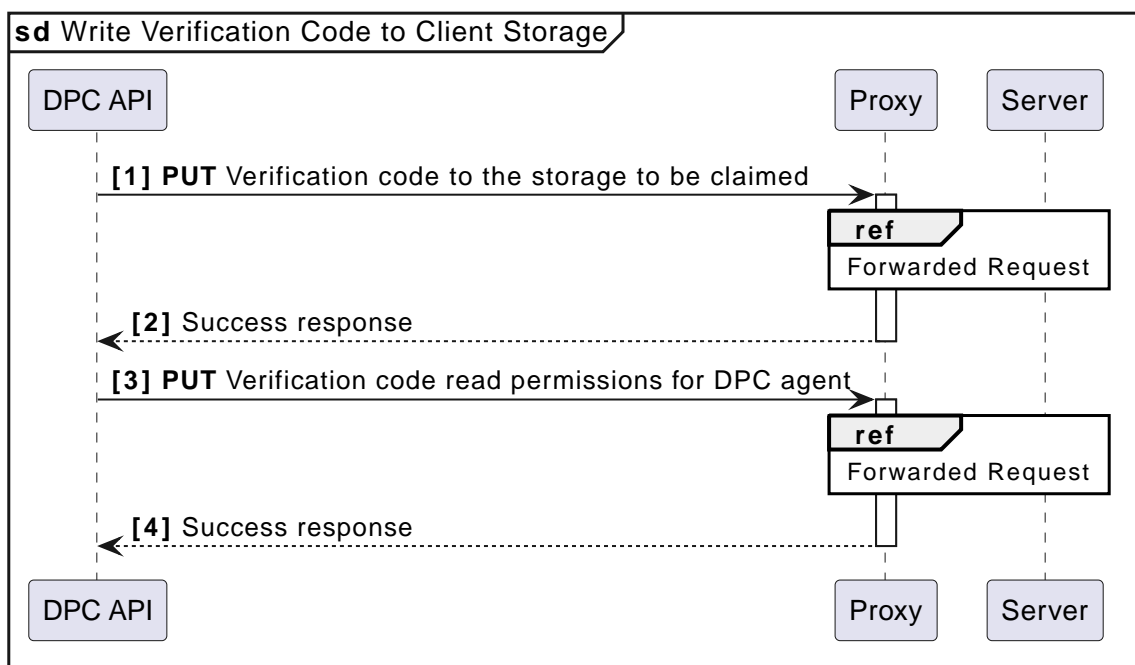 sd Write Verification Code to Client Storage
DPC API Proxy Server
[1] PUT Verification code to the storage to be claimed
ref
Forwarded Request
[2] Success response
[3] PUT Verification code read permissions for DPC agent
ref
Forwarded Request
[4] Success response
DPC API Proxy Server